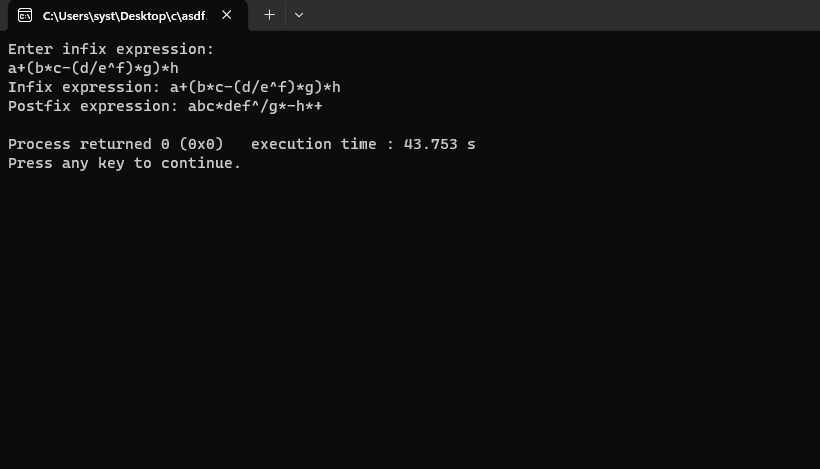 C:\Users\syst\Desktop\c\asdf.
Enter infix expression:
a+(b*c-(d/e^f)*g)*h
Infix expression: a+(b*c-(d/e^f)*g)*h
Postfix expression: abc*def^/g*-h*+
Process returned 0 (0x0)   execution time : 43.753 s
Press any key to continue.